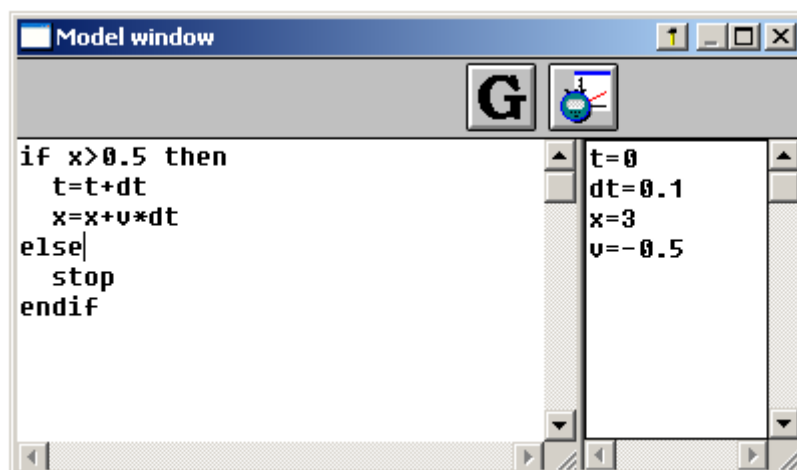 Model window
G
if x>0.5 then
  t=t+dt
  x=x+v*dt
else
  stop
endif
t=0
dt=0.1
x=3
v=-0.5